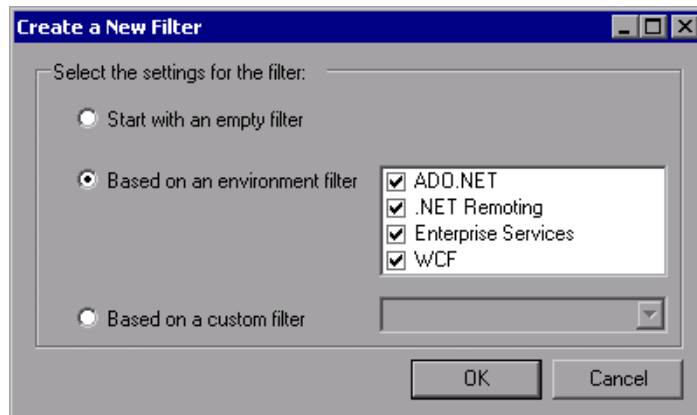 Create a New Filter
Select the settings for the filter:
Start with an empty filter
Based on an environment filter
ADO.NET
.NET Remoting
Enterprise Services
WCF
Based on a custom filter
OK Cancel